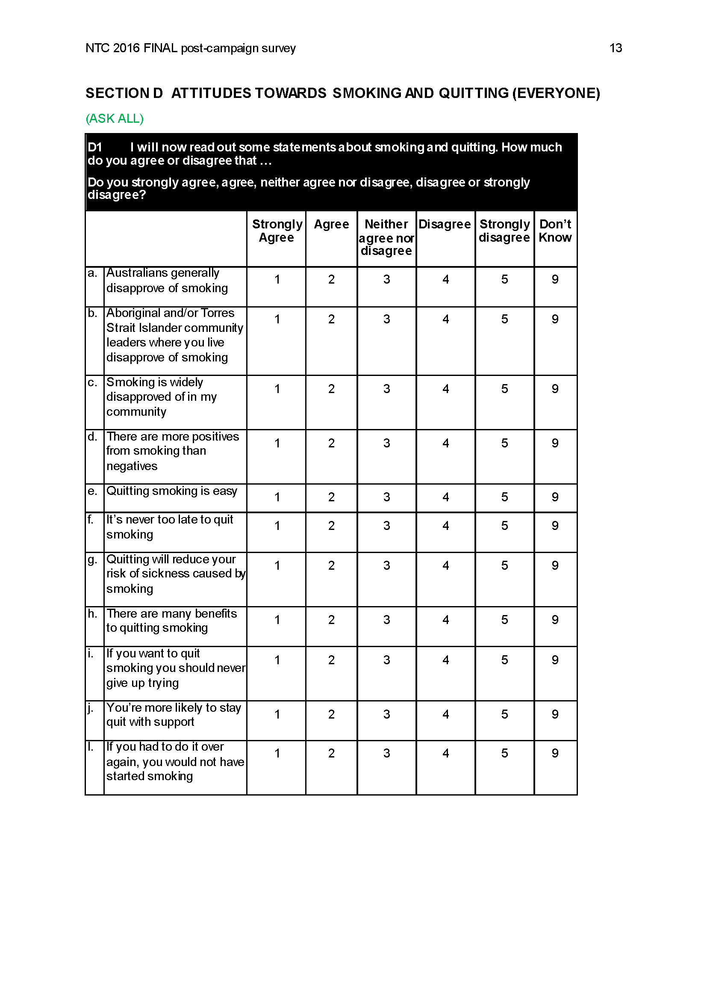 NTC 2016 FINAL post-campaign survey 13
SECTION D ATTITUDES TOWARDS SMOKING AND QUITTING (EVERYONE)
(ASK ALL)
D1 I will now read out some statements about smoking and quitting. How much
do you agree or disagree that …
Do you strongly agree, agree, neither agree nor disagree, disagree or strongly
disagree?
Strongly Agree Neither Disagree Strongly Don’t
Agree agree nor disagree Know
disagree
a. Australians generally 1 2 3 4 5 9
disapprove of smoking
b. Aboriginal and/or Torres 1 2 3 4 5 9
Strait Islander community
leaders where you live
disapprove of smoking
c. Smoking is widely 1 2 3 4 5 9
disapproved of in my
community
d. There are more positives 1 2 3 4 5 9
from smoking than
negatives
e. Quitting smoking is easy 1 2 3 4 5 9
f. It’s never too late to quit 1 2 3 4 5 9
smoking
g. Quitting will reduce your 1 2 3 4 5 9
risk of sickness caused by
smoking
h. There are many benefits 1 2 3 4 5 9
to quitting smoking
i. If you want to quit 1 2 3 4 5 9
smoking you should never
give up trying
j. You’re more likely to stay 1 2 3 4 5 9
quit with support
l. If you had to do it over 1 2 3 4 5 9
again, you would not have
started smoking